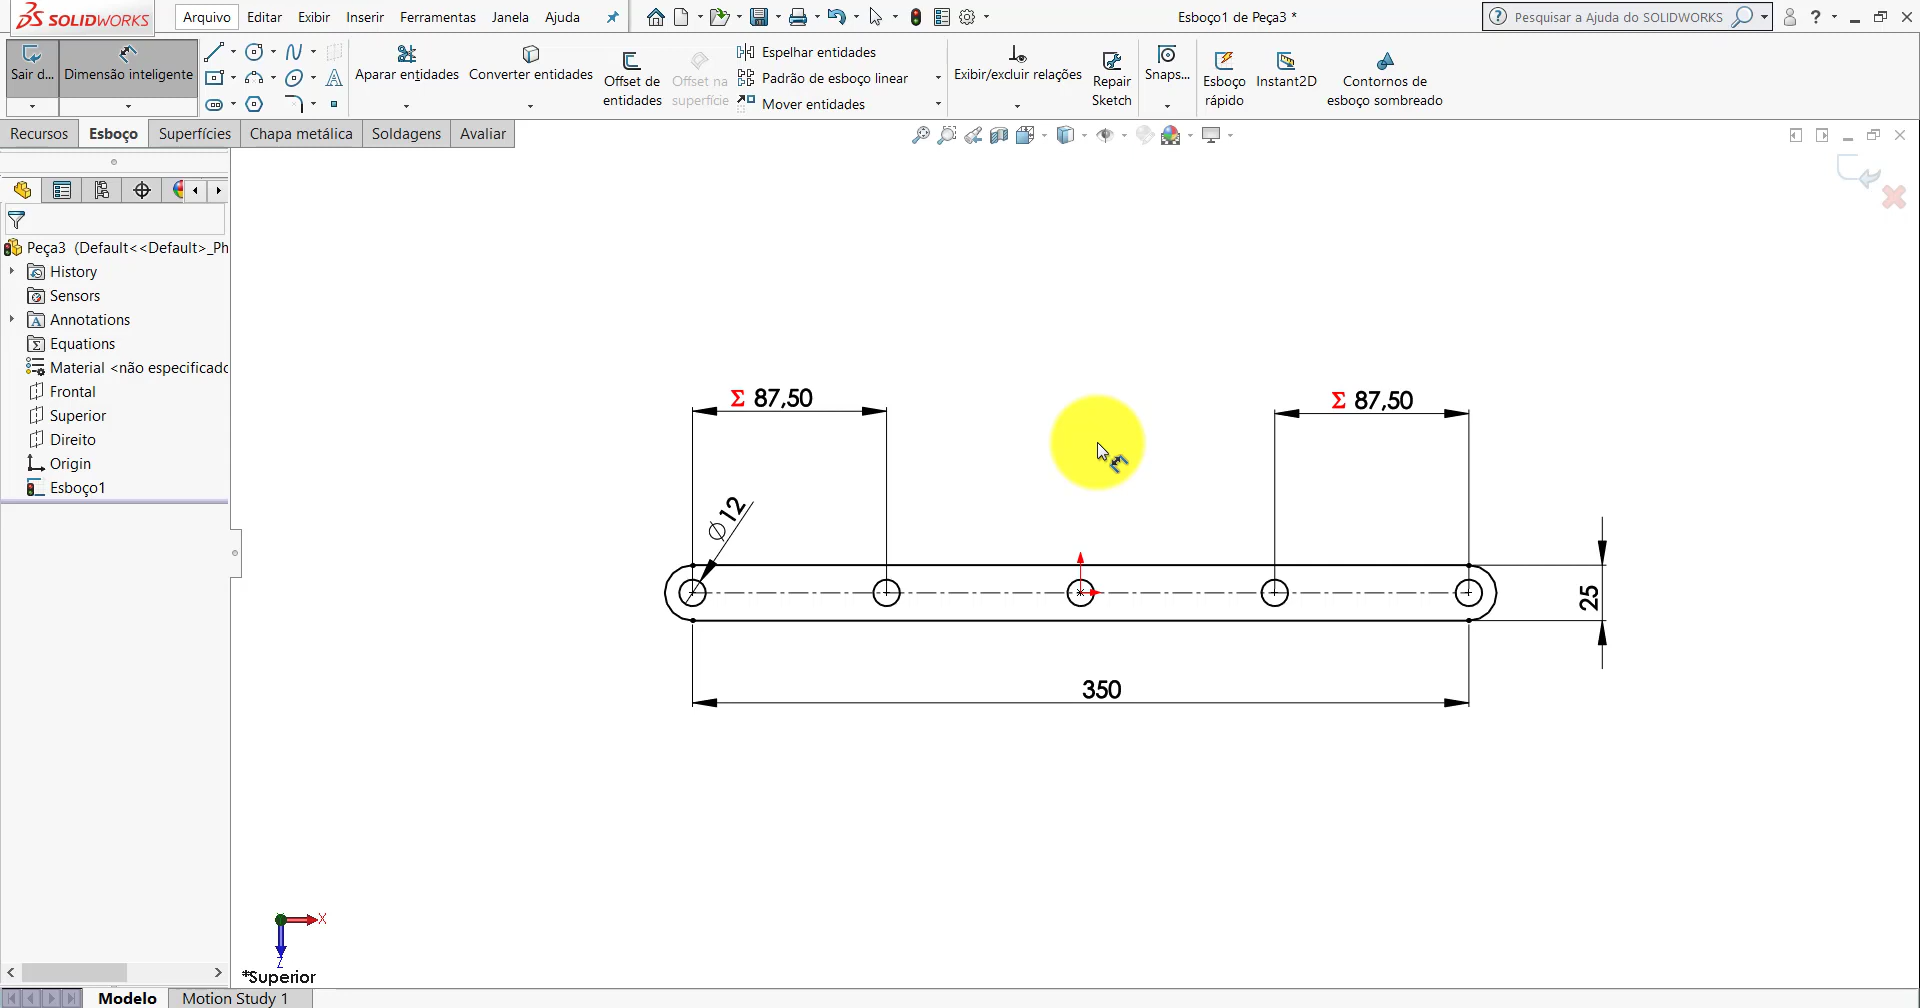 SOLIDWORKS
Arquivo Editar Exibir Inserir Ferramentas Janela Ajuda
Esboço1 de Peça3 *
Pesquisar a Ajuda do SOLIDWORKS
Sair d...
Dimensão inteligente
Aparar entidades
Converter entidades
Offset de
entidades
Offset na
superfície
Espelhar entidades
Padrão de esboço linear
Mover entidades
Exibir/excluir relações
Repair
Sketch
Snaps...
Esboço
rápido
Instant2D
Contornos de
esboço sombreado
Recursos Esboço Superfícies Chapa metálica Soldagens Avaliar
Peça3 (Default<<Default>_Ph
History
Sensors
Annotations
Equations
Material <não especificado
Frontal
Superior
Direito
Origin
Esboço1
Σ 87,50
Σ 87,50
∅12
25
350
X
Z
*Superior
Modelo Motion Study 1